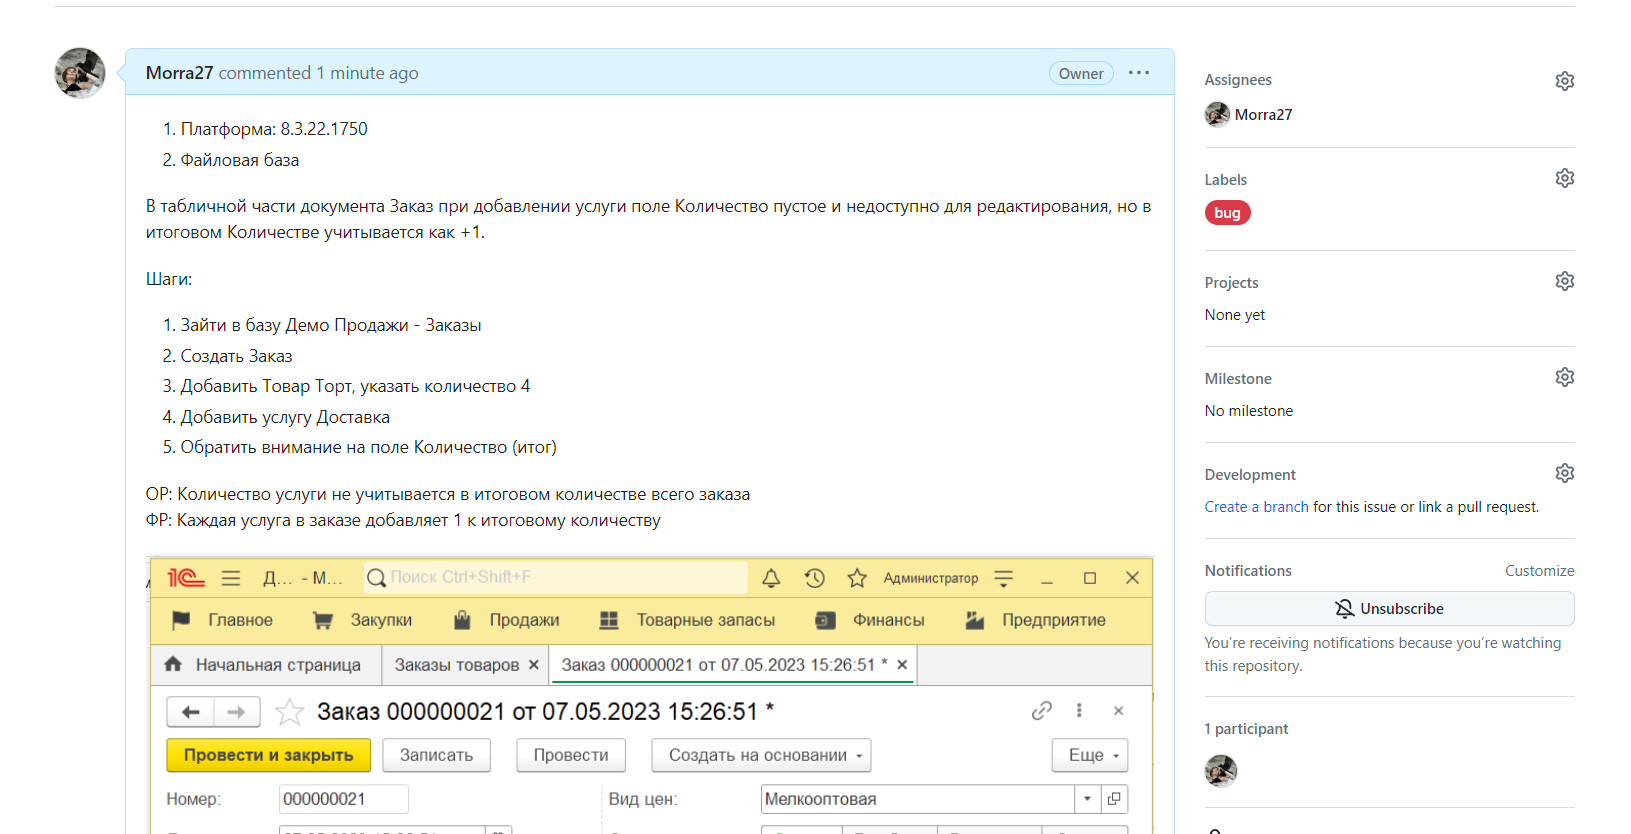 Morra27 commented 1 minute ago
Owner
1. Платформа: 8.3.22.1750
2. Файловая база
В табличной части документа Заказ при добавлении услуги поле Количество пустое и недоступно для редактирования, но в
итоговом Количестве учитывается как +1.
Шаги:
1. Зайти в базу Демо Продажи - Заказы
2. Создать Заказ
3. Добавить Товар Торт, указать количество 4
4. Добавить услугу Доставка
5. Обратить внимание на поле Количество (итог)
ОР: Количество услуги не учитывается в итоговом количестве всего заказа
ФР: Каждая услуга в заказе добавляет 1 к итоговому количеству
1С Д... - М... Поиск Ctrl+Shift+F Администратор
Главное Закупки Продажи Товарные запасы Финансы Предприятие
Начальная страница Заказы товаров × Заказ 000000021 от 07.05.2023 15:26:51 * ×
Заказ 000000021 от 07.05.2023 15:26:51 *
Провести и закрыть Записать Провести Создать на основании Еще
Номер: 000000021 Вид цен: Мелкооптовая
Assignees
Morra27
Labels
bug
Projects
None yet
Milestone
No milestone
Development
Create a branch for this issue or link a pull request.
Notifications Customize
Unsubscribe
You're receiving notifications because you're watching
this repository.
1 participant